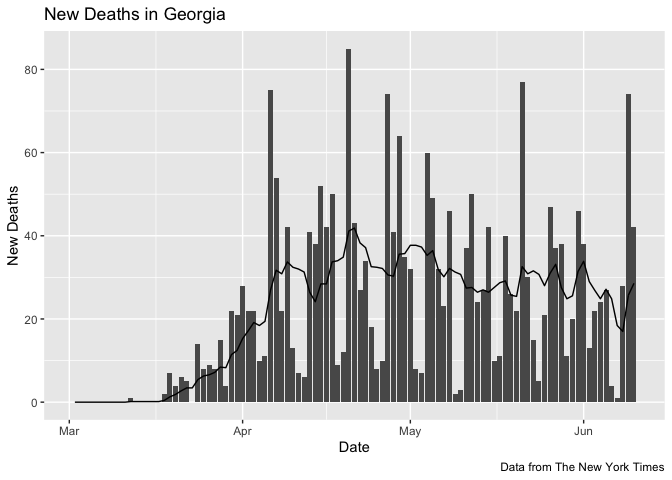 New Deaths in Georgia
80
60
40
20
0
New Deaths
Mar
Apr
May
Jun
Date
Data from The New York Times